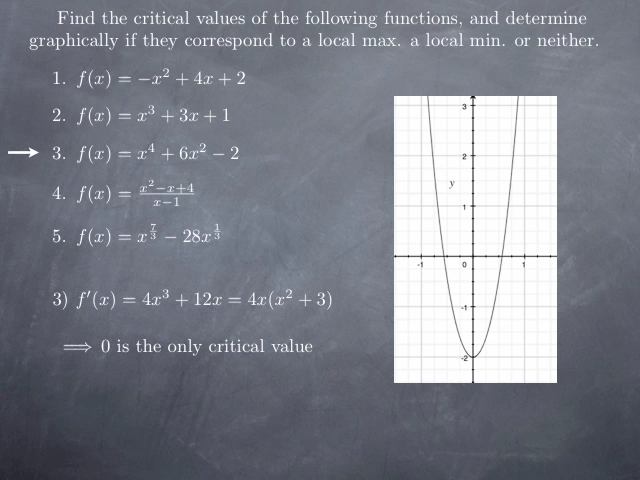 Find the critical values of the following functions, and determine
graphically if they correspond to a local max. a local min. or neither.
1. f(x) = −x² + 4x + 2
2. f(x) = x³ + 3x + 1
3. f(x) = x⁴ + 6x² − 2
4. f(x) = \frac{x²−x+4}{x−1}
5. f(x) = x^{\frac{7}{3}} − 28x^{\frac{1}{3}}
3) f′(x) = 4x³ + 12x = 4x(x² + 3)
⟹ 0 is the only critical value
3
2
y
1
-1 0 1
-1
-2